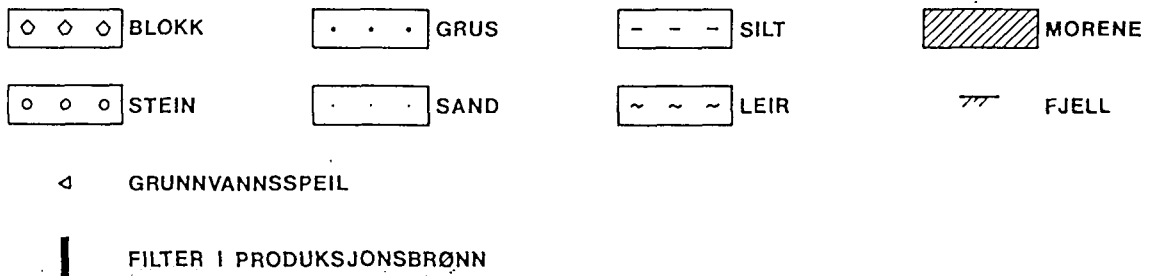 BLOKK GRUS SILT MORENE
STEIN SAND LEIR FJELL
GRUNNVANNSSPEIL
FILTER I PRODUKSJONSBRØNN